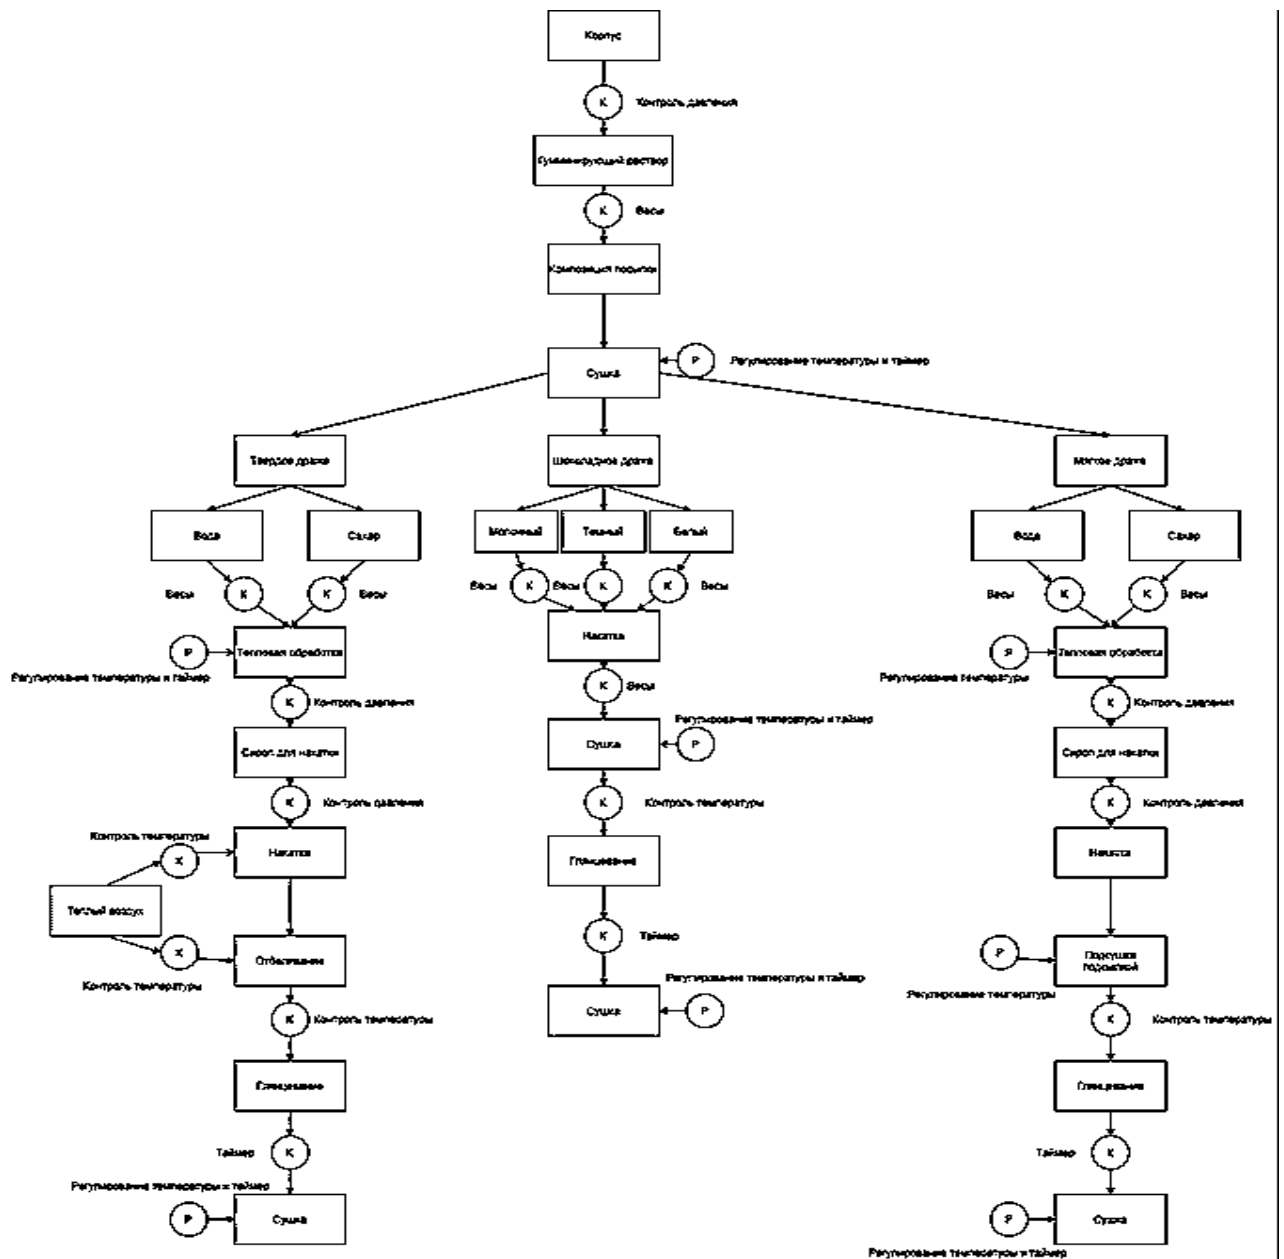 Корпус
К
Контроль давления
Гуммирующий раствор
К
Весы
Композиция посыпки
Сушка
Р
Регулирование температуры и таймер
Твердое драже
Шоколадное драже
Мягкое драже
Вода
Сахар
Молочный
Темный
Белый
Вода
Сахар
Весы
К
К
Весы
Весы
К
Весы
К
К
Весы
Весы
К
К
Весы
Накатка
Р
Тепловая обработка
Регулирование температуры и таймер
Р
Тепловая обработка
Регулирование температуры
К
Контроль давления
К
Весы
К
Контроль давления
Сироп для накатки
Сушка
Р
Регулирование температуры и таймер
Сироп для накатки
К
Контроль давления
К
Контроль температуры
К
Контроль давления
Контроль температуры
К
Накатка
Глянцевание
Накатка
Теплый воздух
К
Контроль температуры
Отбеливание
К
Таймер
Р
Регулирование температуры
Подсушка
подсыпкой
К
Контроль температуры
Регулирование температуры и таймер
Сушка
Р
К
Контроль температуры
Глянцевание
Глянцевание
Таймер
К
Таймер
К
Регулирование температуры и таймер
Р
Сушка
Р
Сушка
Регулирование температуры и таймер